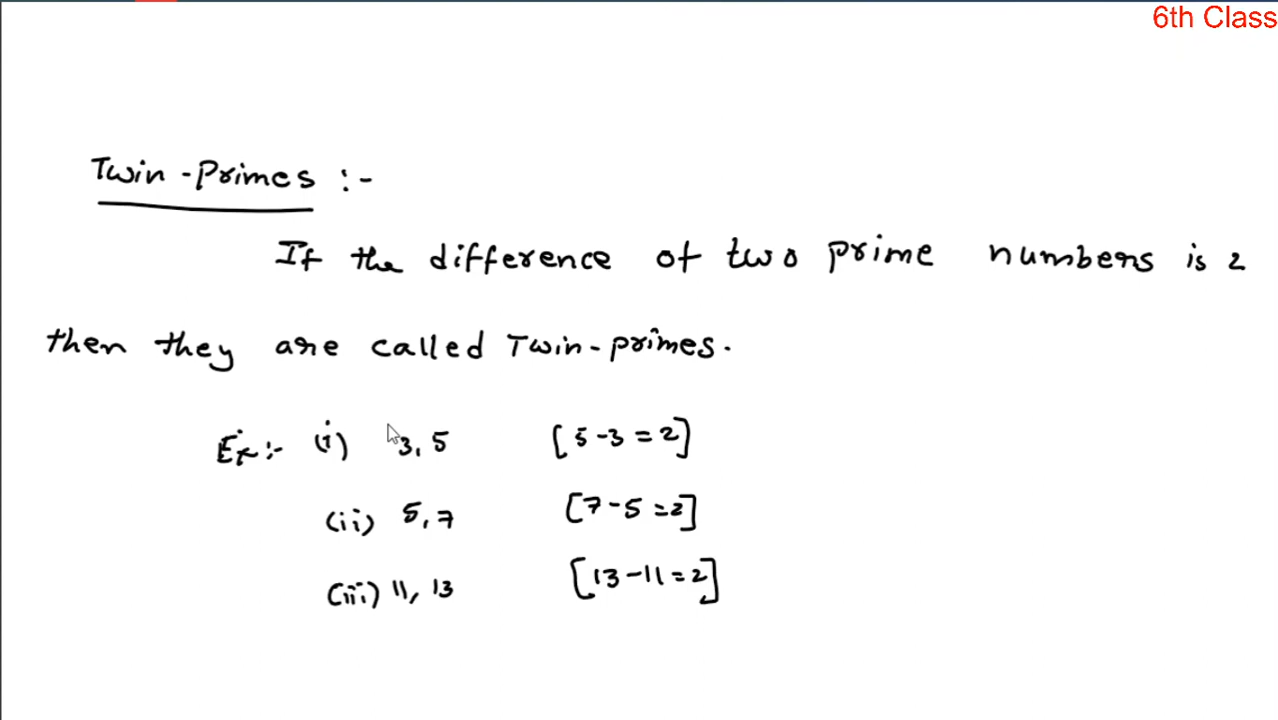 6th Class
Twin-Primes :-
If the difference of two prime numbers is 2
then they are called Twin-primes.
Ex:- (i) 3, 5 [5-3=2]
(ii) 5, 7 [7-5=2]
(iii) 11, 13 [13-11=2]